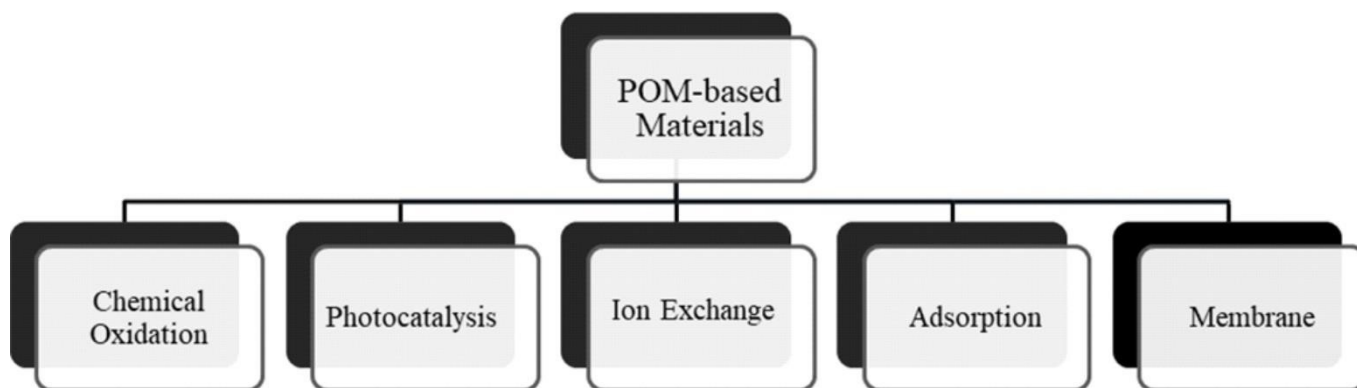 POM-based
Materials
Chemical
Oxidation
Photocatalysis
Ion Exchange
Adsorption
Membrane